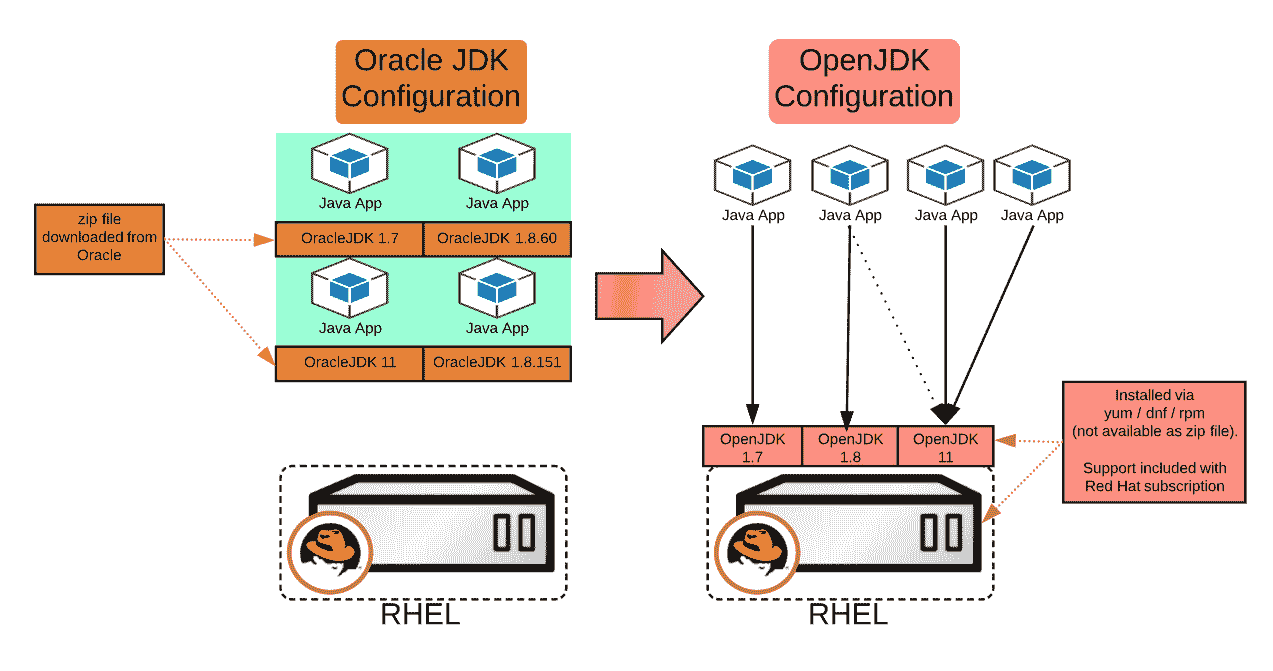 Oracle JDK
Configuration
OpenJDK
Configuration
Java App
Java App
Java App
Java App
Java App
Java App
zip file
downloaded from
Oracle
OracleJDK 1.7
OracleJDK 1.8.60
Java App
Java App
OracleJDK 11
OracleJDK 1.8.151
Installed via
yum / dnf / rpm
(not available as zip file).
Support included with
Red Hat subscription
OpenJDK
1.7
OpenJDK
1.8
OpenJDK
11
RHEL
RHEL